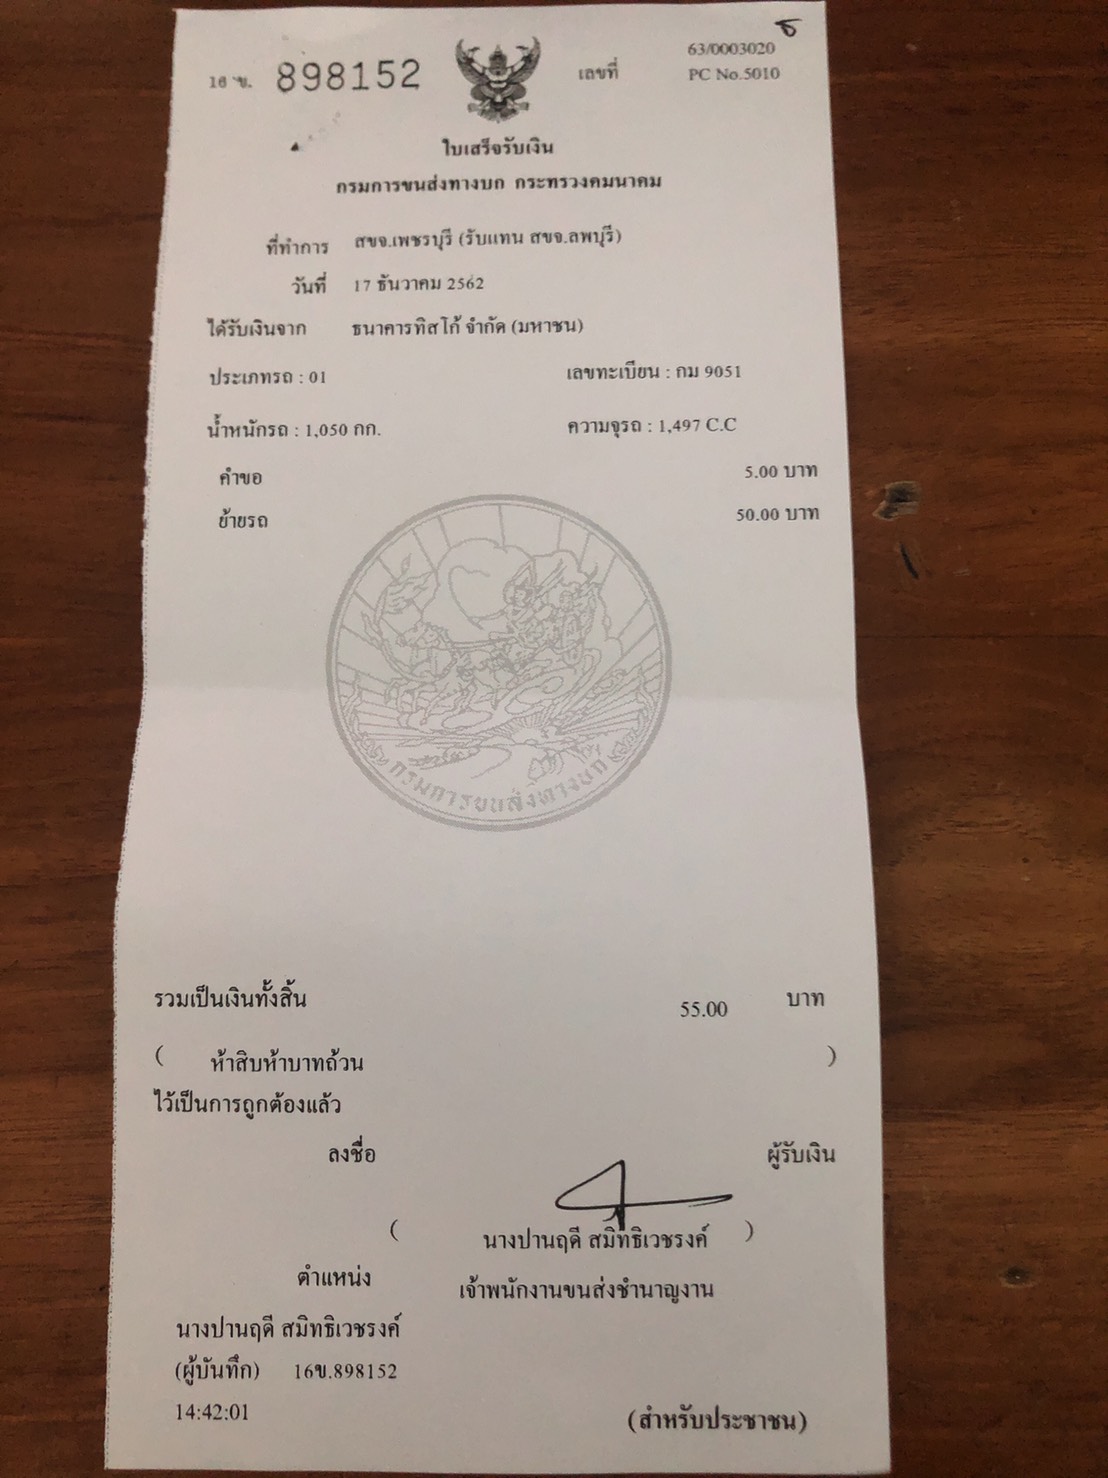 16 ข. 898152 เลขที่ 63/0003020
PC No.5010
ใบเสร็จรับเงิน
กรมการขนส่งทางบก กระทรวงคมนาคม
ที่ทำการ สขจ.เพชรบุรี (รับแทน สขจ.ลพบุรี)
วันที่ 17 ธันวาคม 2562
ได้รับเงินจาก ธนาคารทิสโก้ จำกัด (มหาชน)
ประเภทรถ : 01 เลขทะเบียน : กม 9051
น้ำหนักรถ : 1,050 กก. ความจุรถ : 1,497 C.C
คำขอ 5.00 บาท
ย้ายรถ 50.00 บาท
กรมการขนส่งทางบก
รวมเป็นเงินทั้งสิ้น 55.00 บาท
( ห้าสิบห้าบาทถ้วน )
ไว้เป็นการถูกต้องแล้ว
ลงชื่อ ผู้รับเงิน
( นางปานฤดี สมิทธิเวชรงค์ )
ตำแหน่ง เจ้าพนักงานขนส่งชำนาญงาน
นางปานฤดี สมิทธิเวชรงค์
(ผู้บันทึก) 16ข.898152
14:42:01
(สำหรับประชาชน)